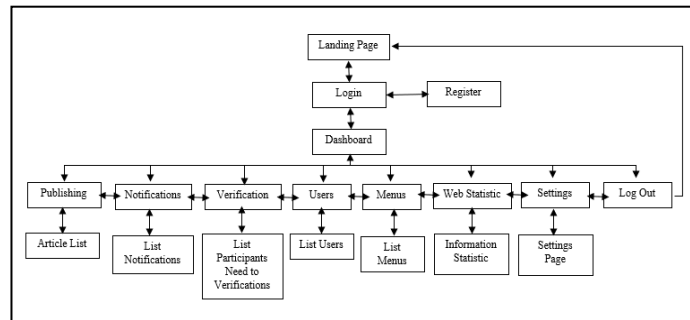 Landing Page
Login
Register
Dashboard
Publishing
Notifications
Verification
Users
Menus
Web Statistic
Settings
Log Out
Article List
List
Notifications
List
Participants
Need to
Verifications
List Users
List
Menus
Information
Statistic
Settings
Page